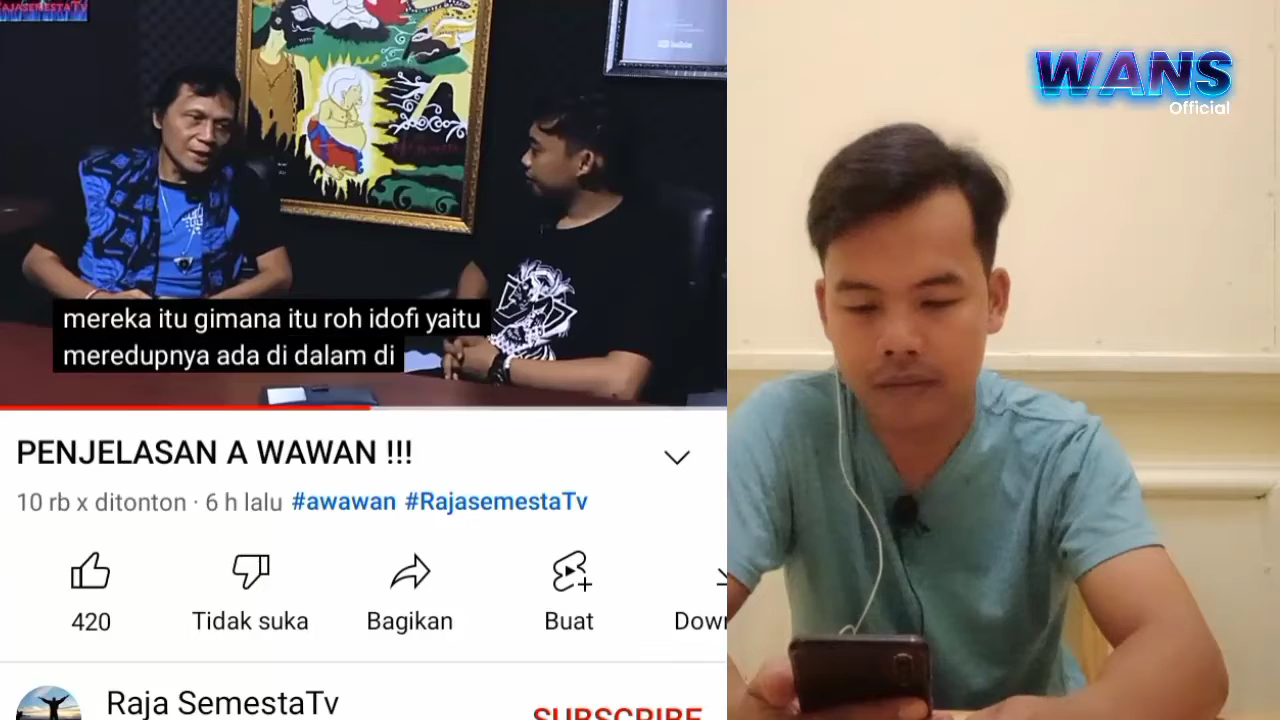 RAJASEMESTATV
WANS
Official
mereka itu gimana itu roh idofi yaitu
meredupnya ada di dalam di
PENJELASAN A WAWAN !!!
10 rb x ditonton · 6 h lalu #awawan #RajasemestaTv
420
Tidak suka
Bagikan
Buat
Raja SemestaTv
SUBSCRIBE